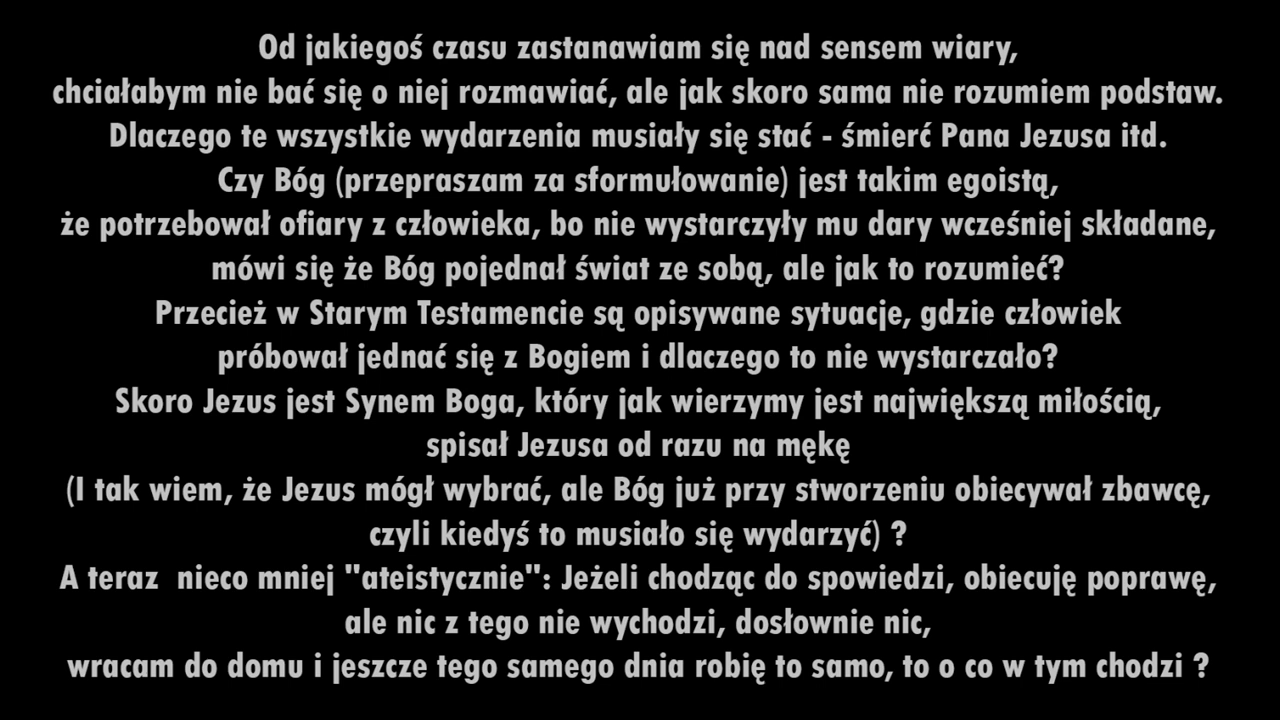 Od jakiegoś czasu zastanawiam się nad sensem wiary,
chciałabym nie bać się o niej rozmawiać, ale jak skoro sama nie rozumiem podstaw.
Dlaczego te wszystkie wydarzenia musiały się stać - śmierć Pana Jezusa itd.
Czy Bóg (przepraszam za sformułowanie) jest takim egoistą,
że potrzebował ofiary z człowieka, bo nie wystarczyły mu dary wcześniej składane,
mówi się że Bóg pojednał świat ze sobą, ale jak to rozumieć?
Przecież w Starym Testamencie są opisywane sytuacje, gdzie człowiek
próbował jednać się z Bogiem i dlaczego to nie wystarczało?
Skoro Jezus jest Synem Boga, który jak wierzymy jest największą miłością,
spisał Jezusa od razu na mękę
(I tak wiem, że Jezus mógł wybrać, ale Bóg już przy stworzeniu obiecywał zbawcę,
czyli kiedyś to musiało się wydarzyć) ?
A teraz  nieco mniej "ateistycznie": Jeżeli chodząc do spowiedzi, obiecuję poprawę,
ale nic z tego nie wychodzi, dosłownie nic,
wracam do domu i jeszcze tego samego dnia robię to samo, to o co w tym chodzi ?